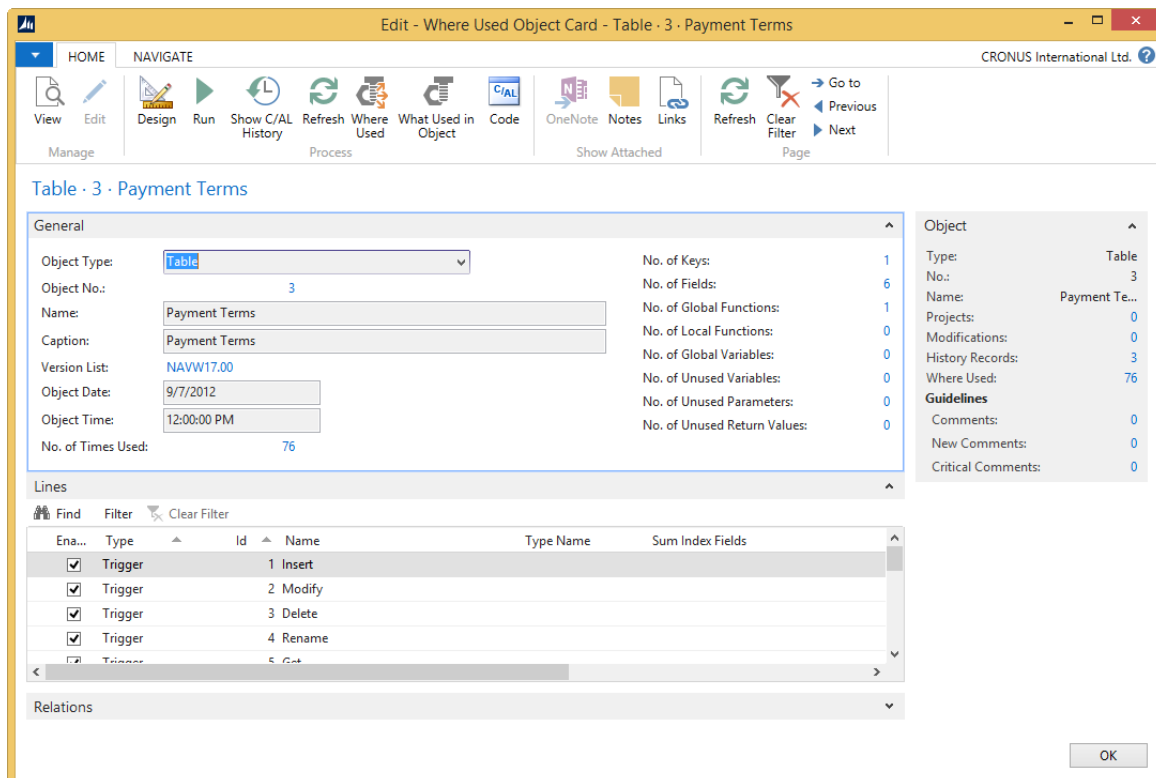 Edit - Where Used Object Card - Table · 3 · Payment Terms
HOME NAVIGATE CRONUS International Ltd.
View Edit Design Run Show C/AL History Refresh Where Used What Used in Object C/AL Code OneNote Notes Links Refresh Clear Filter Go to Previous Next
Manage Process Show Attached Page
Table · 3 · Payment Terms
General
Object Type: Table
Object No.: 3
Name: Payment Terms
Caption: Payment Terms
Version List: NAVW17.00
Object Date: 9/7/2012
Object Time: 12:00:00 PM
No. of Times Used: 76
No. of Keys: 1
No. of Fields: 6
No. of Global Functions: 1
No. of Local Functions: 0
No. of Global Variables: 0
No. of Unused Variables: 0
No. of Unused Parameters: 0
No. of Unused Return Values: 0
Object
Type: Table
No.: 3
Name: Payment Te...
Projects: 0
Modifications: 0
History Records: 3
Where Used: 76
Guidelines
Comments: 0
New Comments: 0
Critical Comments: 0
Lines
Find Filter Clear Filter
Ena... Type Id Name Type Name Sum Index Fields
Trigger 1 Insert
Trigger 2 Modify
Trigger 3 Delete
Trigger 4 Rename
Trigger 5 Get
Relations
OK